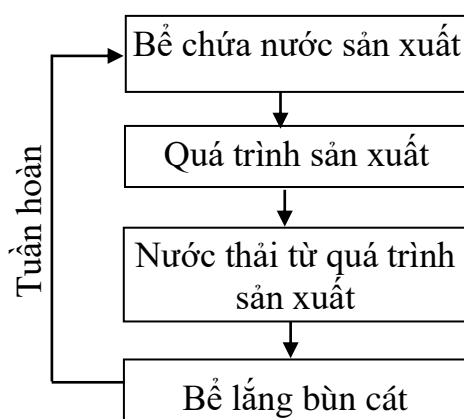 Bể chứa nước sản xuất
Quá trình sản xuất
Nước thải từ quá trình
sản xuất
Bể lắng bùn cát
Tuần hoàn